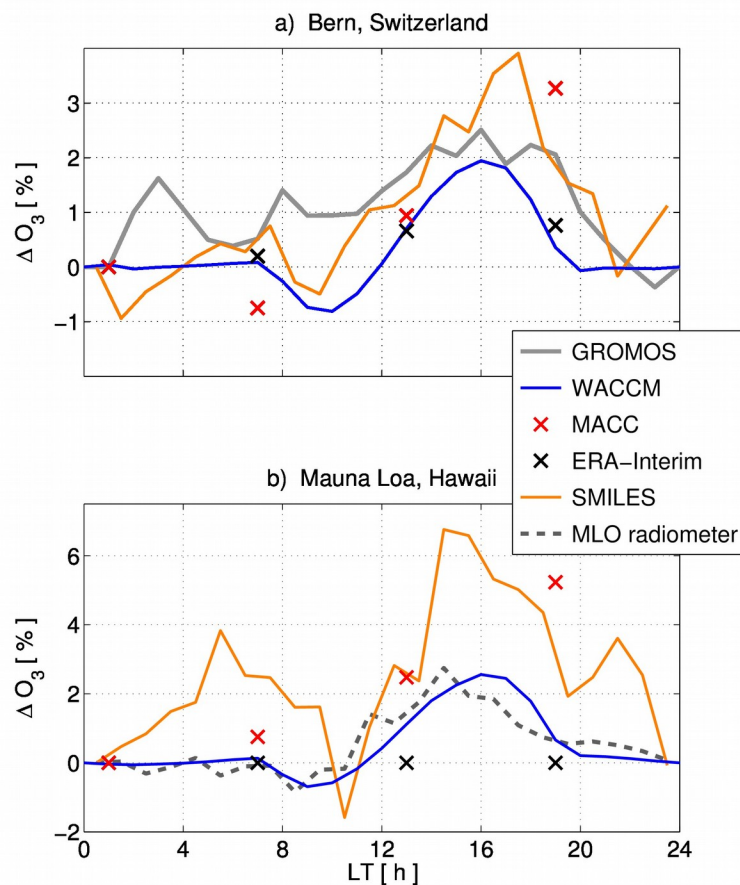 a) Bern, Switzerland
Δ O3 [ % ]
3
2
1
0
−1
GROMOS
WACCM
MACC
ERA−Interim
SMILES
MLO radiometer
b) Mauna Loa, Hawaii
Δ O3 [ % ]
6
4
2
0
−2
0 4 8 12 16 20 24
LT [ h ]